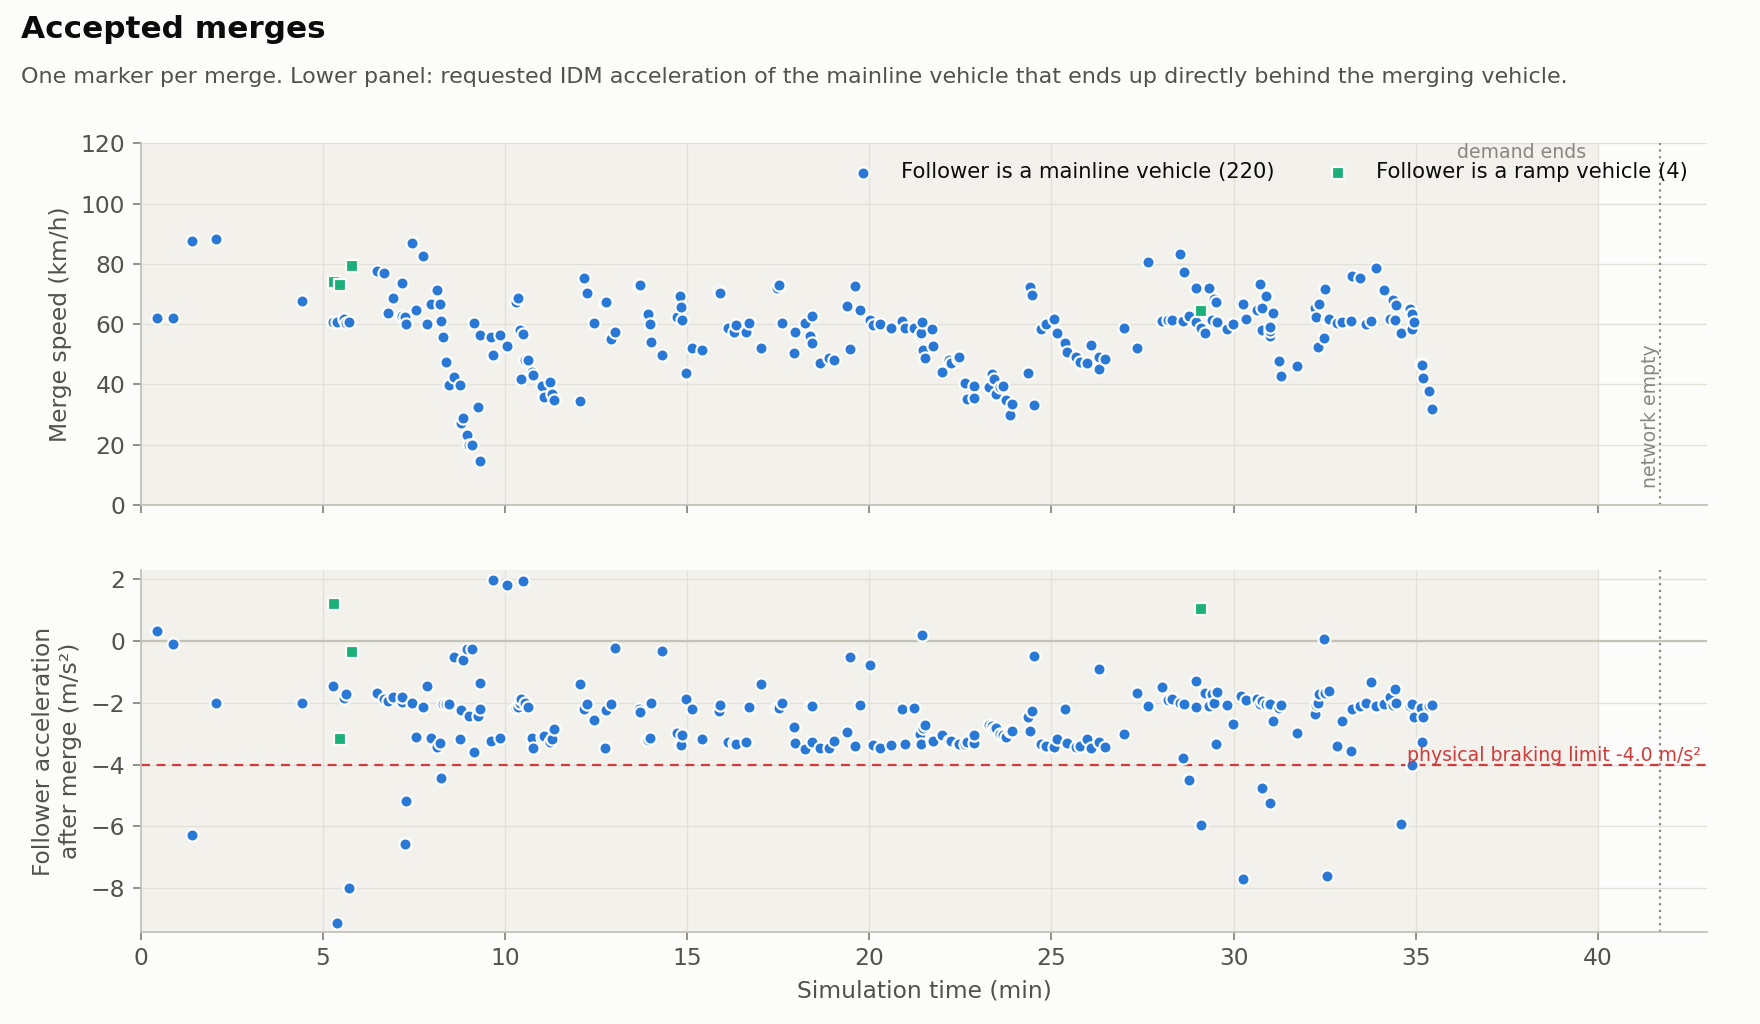 Accepted merges
One marker per merge. Lower panel: requested IDM acceleration of the mainline vehicle that ends up directly behind the merging vehicle.
120
100
80
60
40
20
0
Merge speed (km/h)
demand ends
Follower is a mainline vehicle (220)
Follower is a ramp vehicle (4)
network empty
2
0
−2
−4
−6
−8
Follower acceleration
after merge (m/s²)
physical braking limit -4.0 m/s²
0 5 10 15 20 25 30 35 40
Simulation time (min)